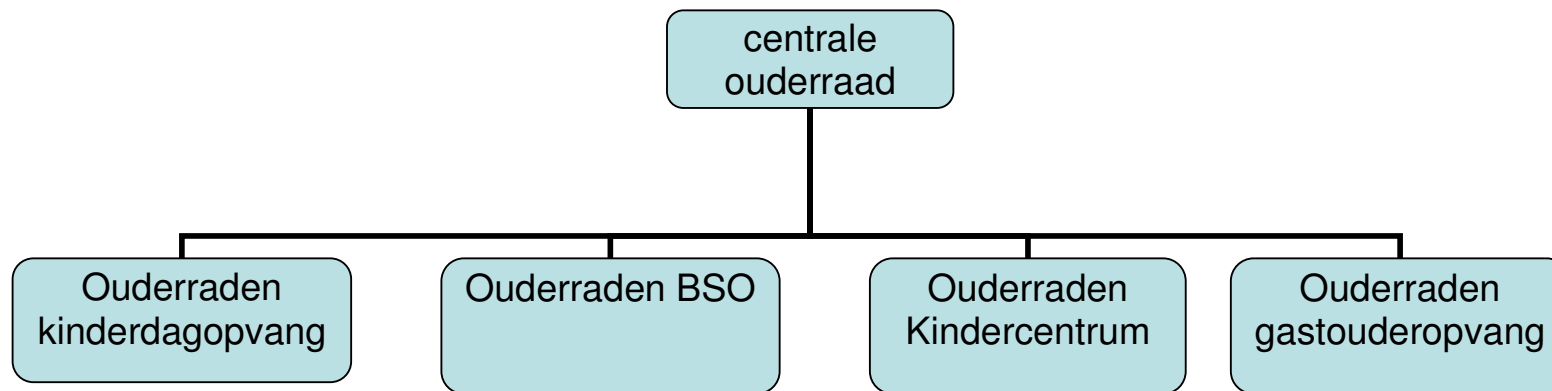 centrale
ouderraad
Ouderraden
kinderdagopvang
Ouderraden BSO
Ouderraden
Kindercentrum
Ouderraden
gastouderopvang